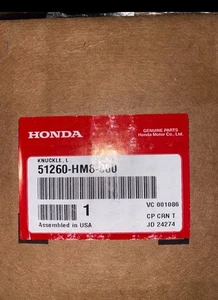 HONDA
GENUINE PARTS
Honda Motor Co., Ltd.
KNUCKLE, L
51260-HM8-
VC 001086
1
CP CRN T
Assembled in USA
JD 24274